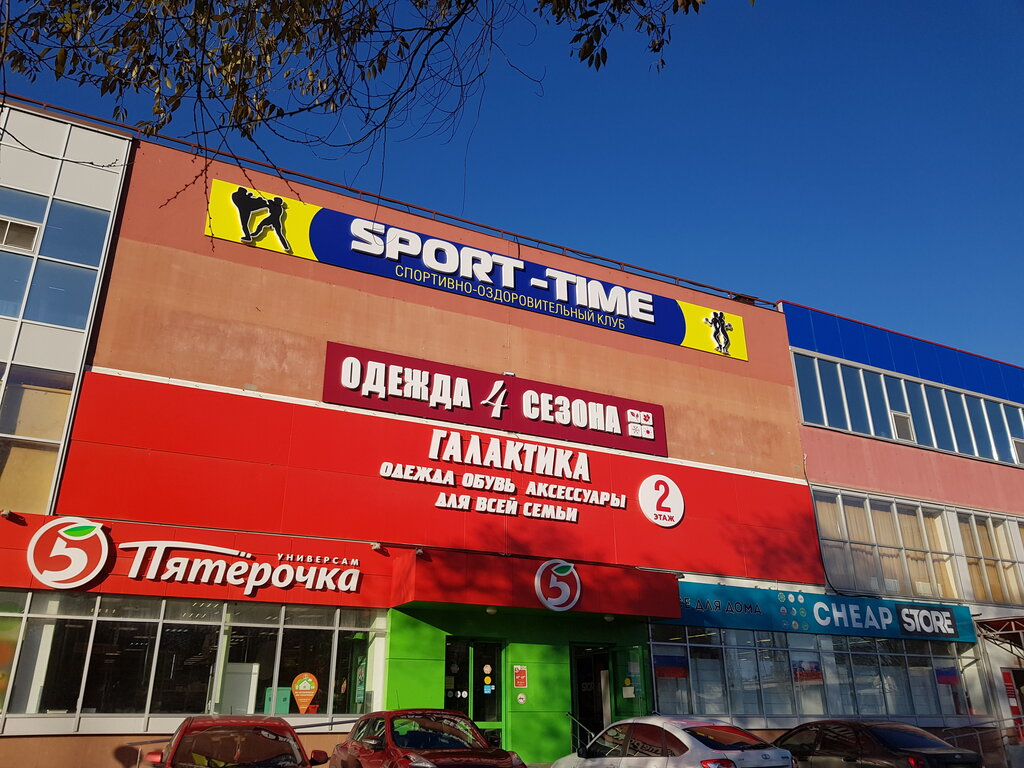 SPORT-TIME
СПОРТИВНО-ОЗДОРОВИТЕЛЬНЫЙ КЛУБ
ОДЕЖДА 4 СЕЗОНА
ГАЛАКТИКА
ОДЕЖДА ОБУВЬ АКСЕССУАРЫ
ДЛЯ ВСЕЙ СЕМЬИ
2
ЭТАЖ
5
УНИВЕРСАМ
Пятёрочка
5
ДЛЯ ДОМА
CHEAP STORE